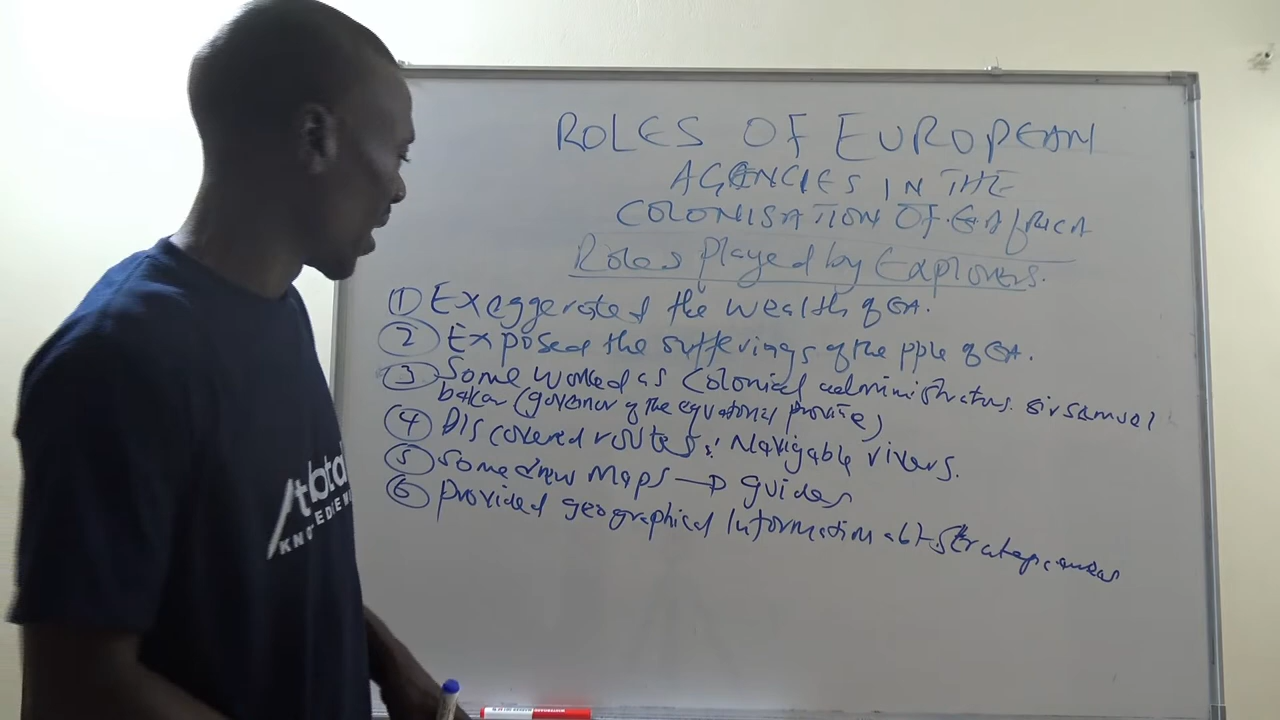 ROLES OF EUROPEAN
AGENCIES IN THE
COLONISATION OF E.AfRICA
Roles played by Explorers.
① Exaggerated the wealth of EA.
② Exposed the sufferings of the pple of EA.
③ Some worked as Colonial administrators. sir samuel
baker (governor of the equatorial province)
④ Discovered routes; Navigable rivers.
⑤ some drew Maps → guides
⑥ provided geographical Information abt strategic areas
total